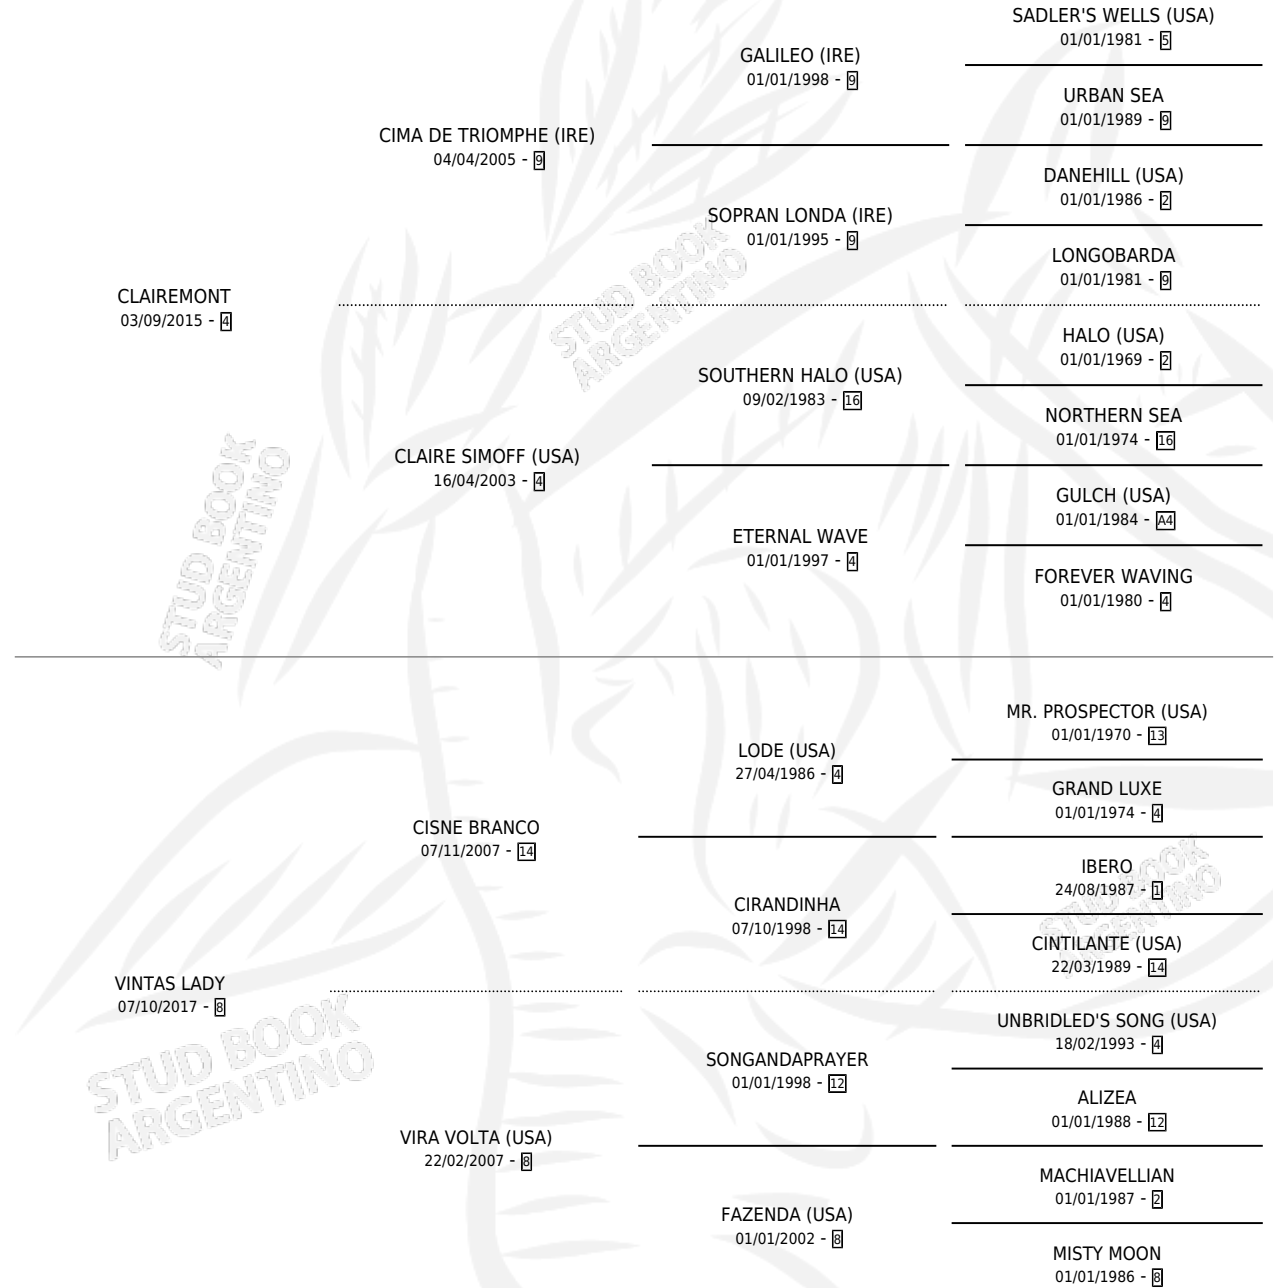 SADLER'S WELLS (USA)
01/01/1981 - 5
GALILEO (IRE)
01/01/1998 - 9
URBAN SEA
01/01/1989 - 9
CIMA DE TRIOMPHE (IRE)
04/04/2005 - 9
DANEHILL (USA)
01/01/1986 - 2
SOPRAN LONDA (IRE)
01/01/1995 - 9
LONGOBARDA
01/01/1981 - 9
CLAIREMONT
03/09/2015 - 4
HALO (USA)
01/01/1969 - 2
SOUTHERN HALO (USA)
09/02/1983 - 16
NORTHERN SEA
01/01/1974 - 16
CLAIRE SIMOFF (USA)
16/04/2003 - 4
GULCH (USA)
01/01/1984 - A4
ETERNAL WAVE
01/01/1997 - 4
FOREVER WAVING
01/01/1980 - 4
MR. PROSPECTOR (USA)
01/01/1970 - 13
LODE (USA)
27/04/1986 - 4
GRAND LUXE
01/01/1974 - 4
CISNE BRANCO
07/11/2007 - 14
IBERO
24/08/1987 - 1
CIRANDINHA
07/10/1998 - 14
CINTILANTE (USA)
22/03/1989 - 14
VINTAS LADY
07/10/2017 - 8
UNBRIDLED'S SONG (USA)
18/02/1993 - 4
SONGANDAPRAYER
01/01/1998 - 12
ALIZEA
01/01/1988 - 12
VIRA VOLTA (USA)
22/02/2007 - 8
MACHIAVELLIAN
01/01/1987 - 2
FAZENDA (USA)
01/01/2002 - 8
MISTY MOON
01/01/1986 - 8
STUD BOOK
ARGENTINO
STUD BOOK
ARGENTINO
STUD BOOK
ARGENTINO
STUD BOOK
ARGENTINO